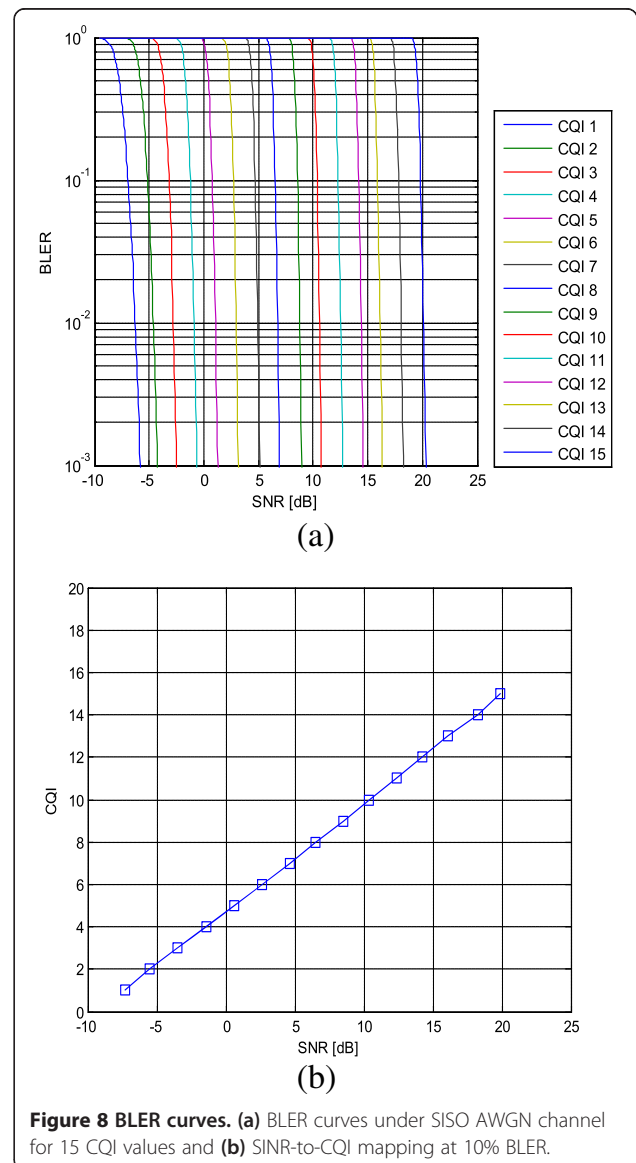 10^0
10^-1
10^-2
10^-3
BLER
-10 -5 0 5 10 15 20 25
SNR [dB]
CQI 1
CQI 2
CQI 3
CQI 4
CQI 5
CQI 6
CQI 7
CQI 8
CQI 9
CQI 10
CQI 11
CQI 12
CQI 13
CQI 14
CQI 15
(a)
20
18
16
14
12
10
8
6
4
2
0
CQI
-10 -5 0 5 10 15 20 25
SNR [dB]
(b)
Figure 8 BLER curves. (a) BLER curves under SISO AWGN channel
for 15 CQI values and (b) SINR-to-CQI mapping at 10% BLER.